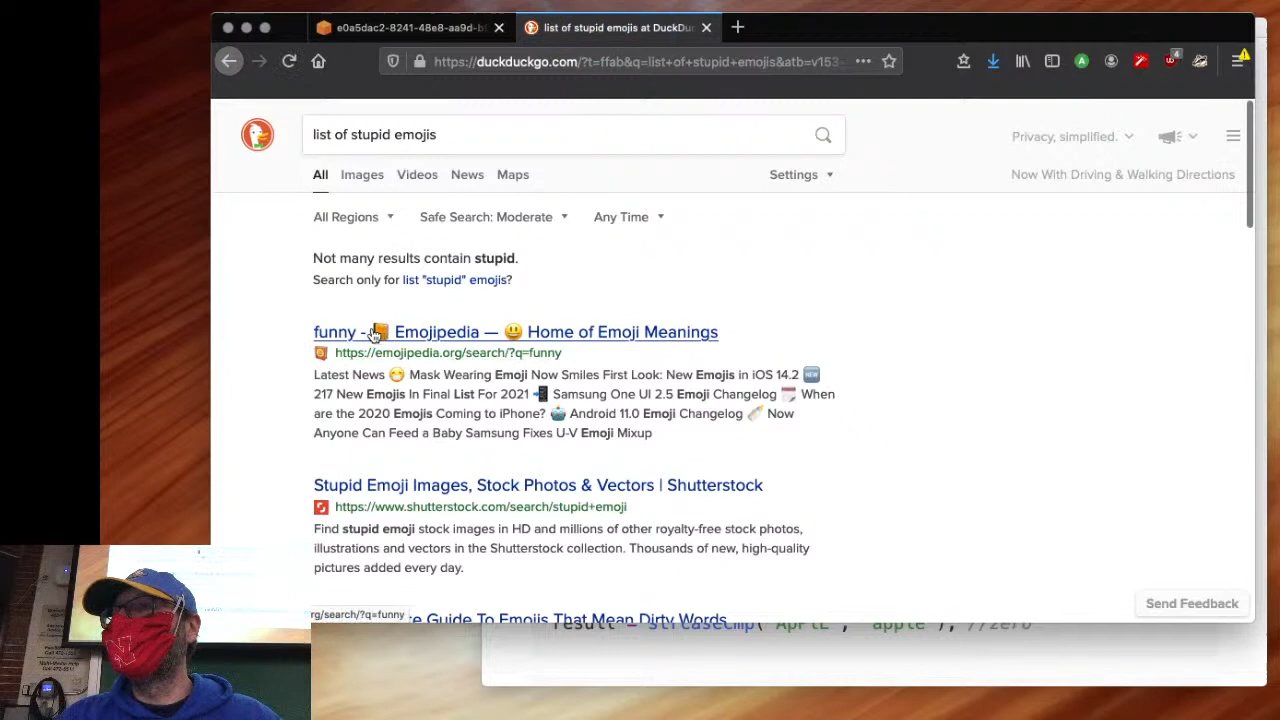 e0a5dac2-8241-48e8-aa9d-b
list of stupid emojis at DuckDuc
https://duckduckgo.com/?t=ffab&q=list+of+stupid+emojis&atb=v153-
4
list of stupid emojis
Privacy, simplified.
All Images Videos News Maps
Settings
Now With Driving & Walking Directions
All Regions
Safe Search: Moderate
Any Time
Not many results contain stupid.
Search only for list "stupid" emojis?
funny - 📙 Emojipedia — 😃 Home of Emoji Meanings
https://emojipedia.org/search/?q=funny
Latest News 😷 Mask Wearing Emoji Now Smiles First Look: New Emojis in iOS 14.2 🆕
217 New Emojis In Final List For 2021 📲 Samsung One UI 2.5 Emoji Changelog 🗓 When
are the 2020 Emojis Coming to iPhone? 🤖 Android 11.0 Emoji Changelog 🍼 Now
Anyone Can Feed a Baby Samsung Fixes U-V Emoji Mixup
Stupid Emoji Images, Stock Photos & Vectors | Shutterstock
https://www.shutterstock.com/search/stupid+emoji
Find stupid emoji stock images in HD and millions of other royalty-free stock photos,
illustrations and vectors in the Shutterstock collection. Thousands of new, high-quality
pictures added every day.
Send Feedback
rg/search/?q=funny
Guide To Emojis That Mean Dirty Words
result = strcasecmp("AppLE", "apple"); //zero